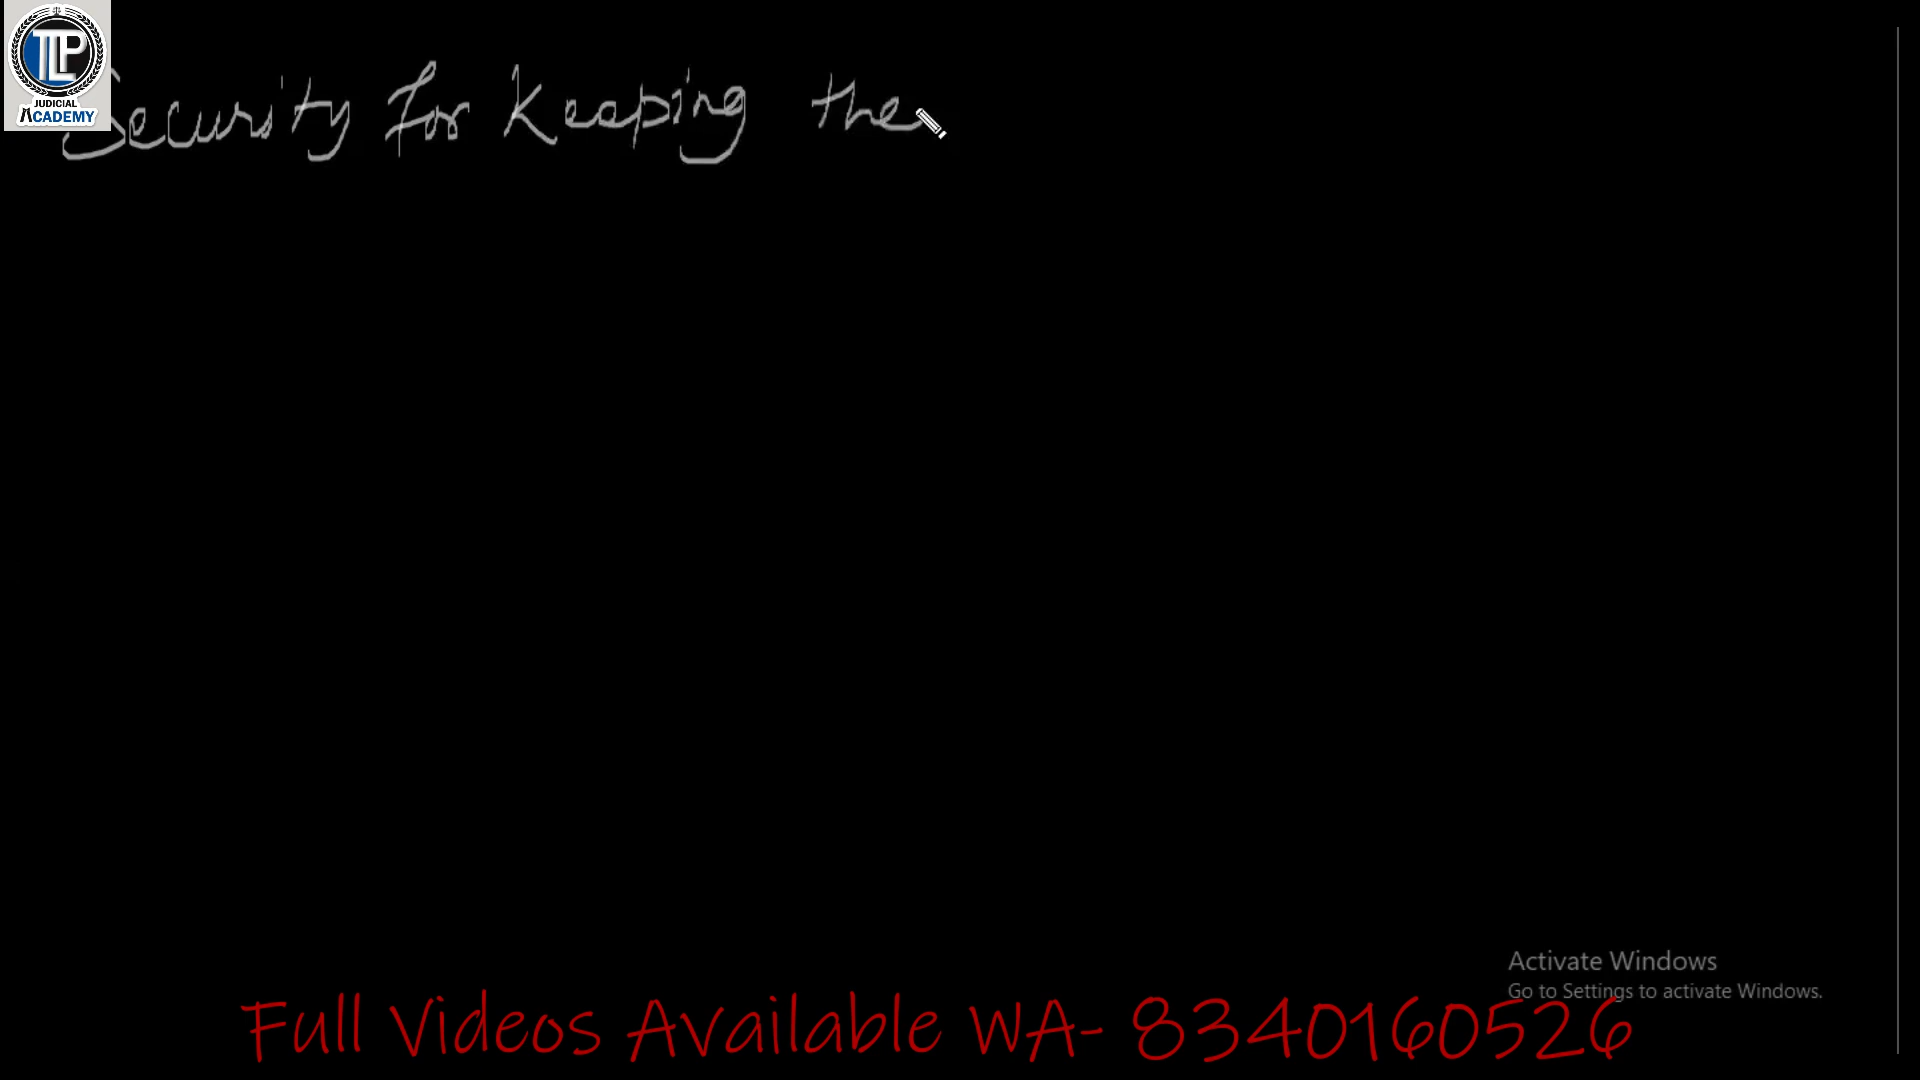 TLP
JUDICIAL
ACADEMY
Security for Keeping the
Activate Windows
Go to Settings to activate Windows.
Full Videos Available WA- 8340160526